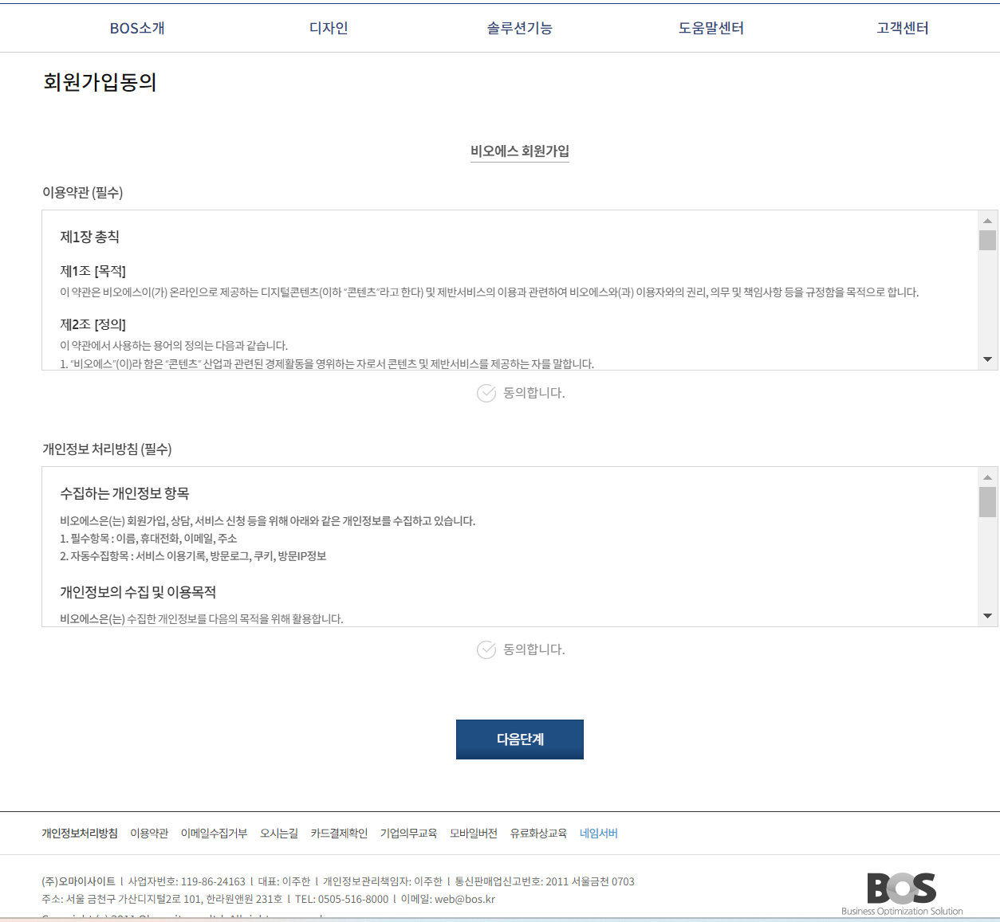 BOS소개 디자인 솔루션기능 도움말센터 고객센터
회원가입동의
비오에스 회원가입
이용약관 (필수)
제1장 총칙
제1조 [목적]
이 약관은 비오에스이(가) 온라인으로 제공하는 디지털콘텐츠(이하 “콘텐츠”라고 한다) 및 제반서비스의 이용과 관련하여 비오에스와(과) 이용자와의 권리, 의무 및 책임사항 등을 규정함을 목적으로 합니다.
제2조 [정의]
이 약관에서 사용하는 용어의 정의는 다음과 같습니다.
1. “비오에스”(이)라 함은 “콘텐츠” 산업과 관련된 경제활동을 영위하는 자로서 콘텐츠 및 제반서비스를 제공하는 자를 말합니다.
동의합니다.
개인정보 처리방침 (필수)
수집하는 개인정보 항목
비오에스은(는) 회원가입, 상담, 서비스 신청 등을 위해 아래와 같은 개인정보를 수집하고 있습니다.
1. 필수항목 : 이름, 휴대전화, 이메일, 주소
2. 자동수집항목 : 서비스 이용기록, 방문로그, 쿠키, 방문IP정보
개인정보의 수집 및 이용목적
비오에스은(는) 수집한 개인정보를 다음의 목적을 위해 활용합니다.
동의합니다.
다음단계
개인정보처리방침 이용약관 이메일수집거부 오시는길 카드결제확인 기업의무교육 모바일버전 유료화상교육 네임서버
(주)오마이사이트 l 사업자번호: 119-86-24163 l 대표: 이주한 l 개인정보관리책임자: 이주한 l 통신판매업신고번호: 2011 서울금천 0703
주소: 서울 금천구 가산디지털2로 101, 한라원앤원 231호 l TEL: 0505-516-8000 l 이메일: web@bos.kr
BOS
Business Optimization Solution